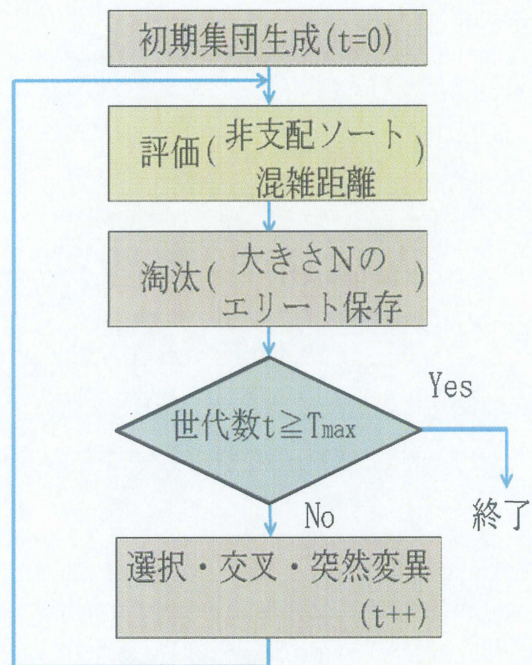 初期集団生成(t=0)
評価(非支配ソート
混雑距離)
淘汰(大きさNの
エリート保存)
世代数t≧Tmax
Yes
終了
No
選択・交叉・突然変異
(t++)